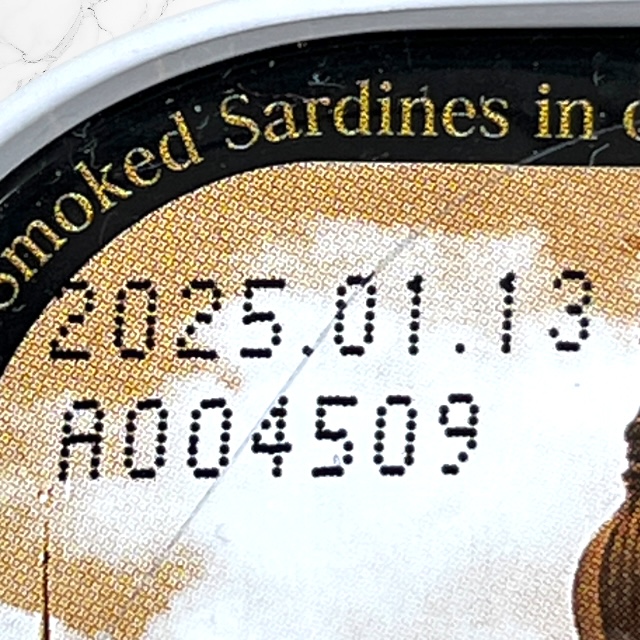 Smoked Sardines in
2025.01.13
A004509